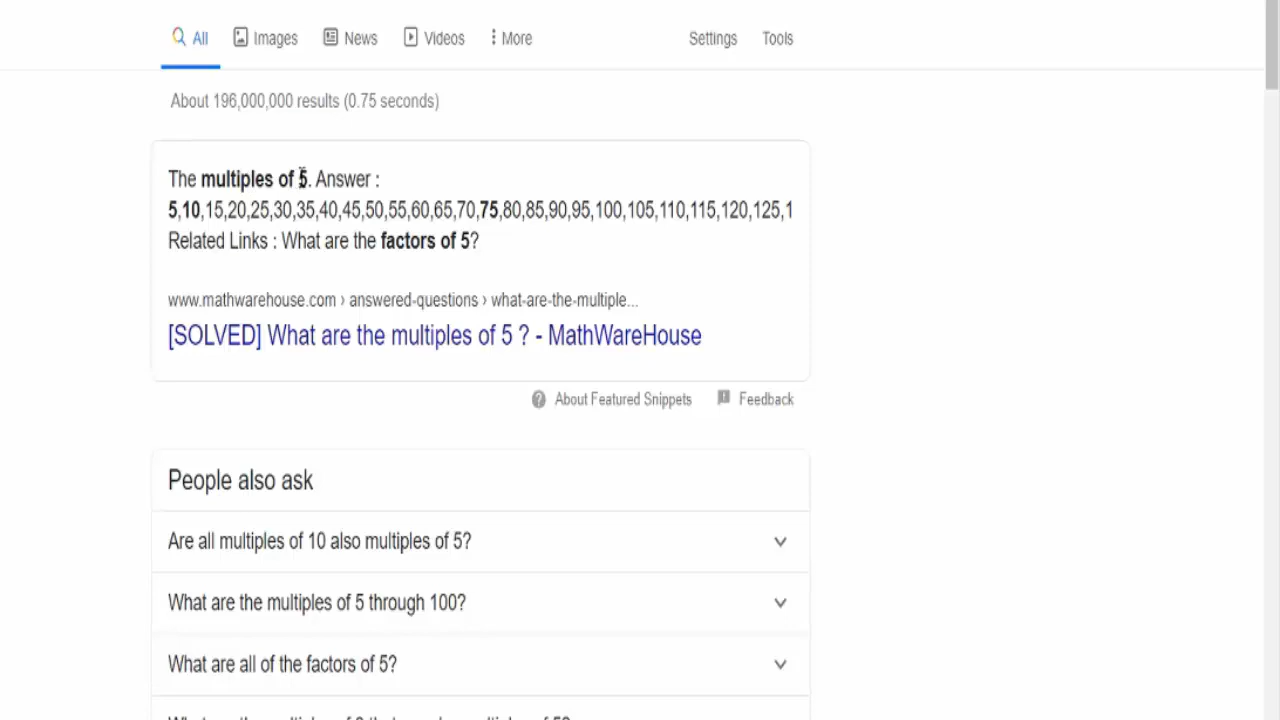 All Images News Videos More Settings Tools
About 196,000,000 results (0.75 seconds)
The multiples of 5. Answer :
5,10,15,20,25,30,35,40,45,50,55,60,65,70,75,80,85,90,95,100,105,110,115,120,125,1
Related Links : What are the factors of 5?
www.mathwarehouse.com › answered-questions › what-are-the-multiple...
[SOLVED] What are the multiples of 5 ? - MathWareHouse
About Featured Snippets Feedback
People also ask
Are all multiples of 10 also multiples of 5?
What are the multiples of 5 through 100?
What are all of the factors of 5?